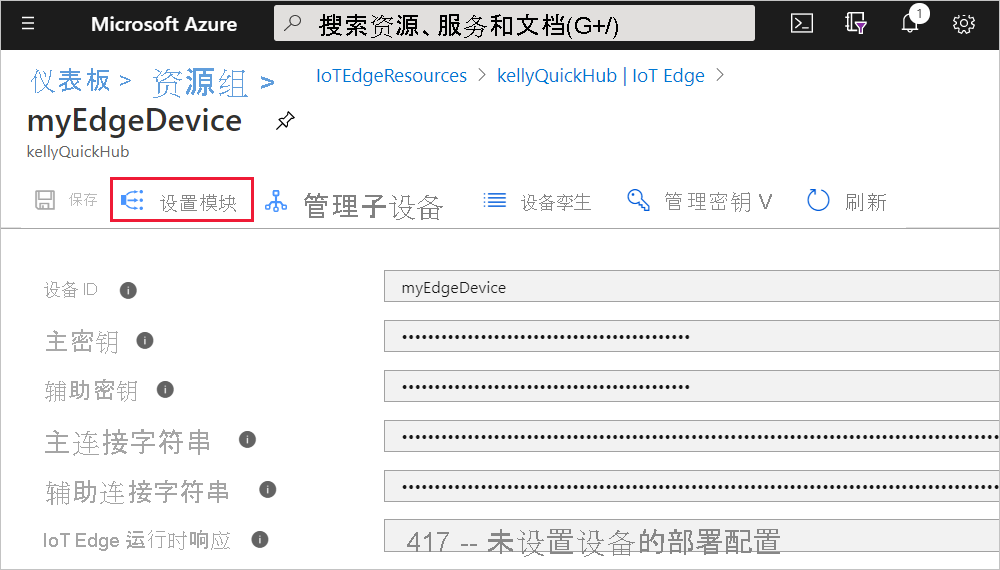 Microsoft Azure 搜索资源、服务和文档(G+/) 1
仪表板 > 资源组 > IoTEdgeResources > kellyQuickHub | IoT Edge >
myEdgeDevice
kellyQuickHub
保存 设置模块 管理子设备 设备孪生 管理密钥 V 刷新
设备 ID myEdgeDevice
主密钥
辅助密钥
主连接字符串
辅助连接字符串
IoT Edge 运行时响应 417 -- 未设置设备的部署配置